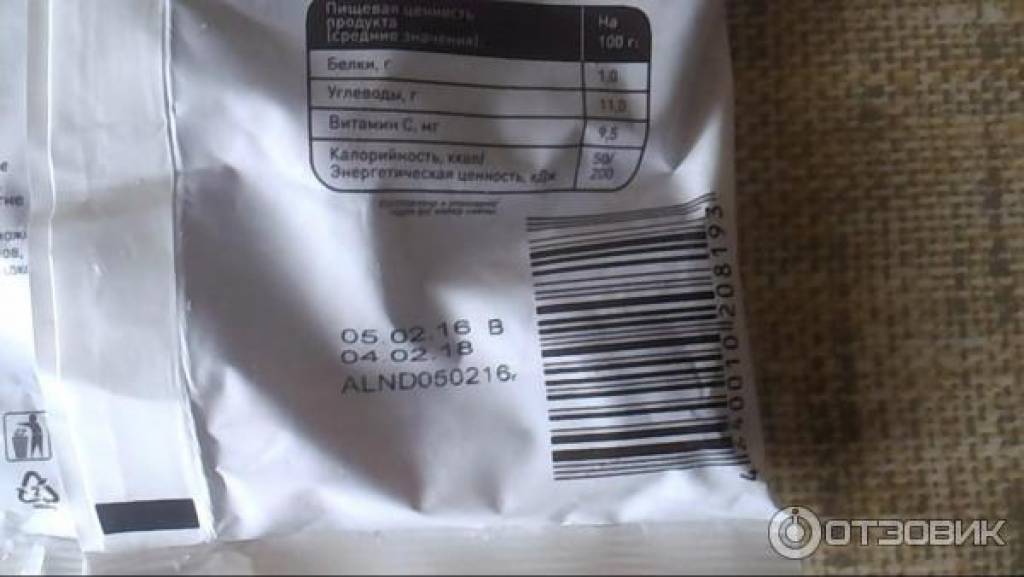 Пищевая ценность
продукта
(средние значения).
На
100 г:
Белки, г 1,0
Углеводы, г 11,0
Витамин С, мг 9,5
Калорийность, ккал/ 50/
Энергетическая ценность, кДж 200
05.02.16 В
04.02.18
ALND050216
ОТЗОВИК